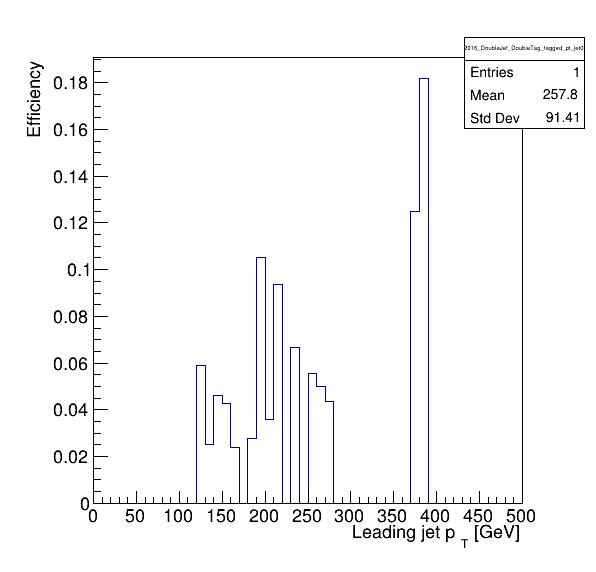 2016_DoubleJet_DoubleTag_tagged_pt_jet0
Entries 1
Mean 257.8
Std Dev 91.41
Efficiency
0.18
0.16
0.14
0.12
0.1
0.08
0.06
0.04
0.02
0
0 50 100 150 200 250 300 350 400 450 500
Leading jet p T [GeV]